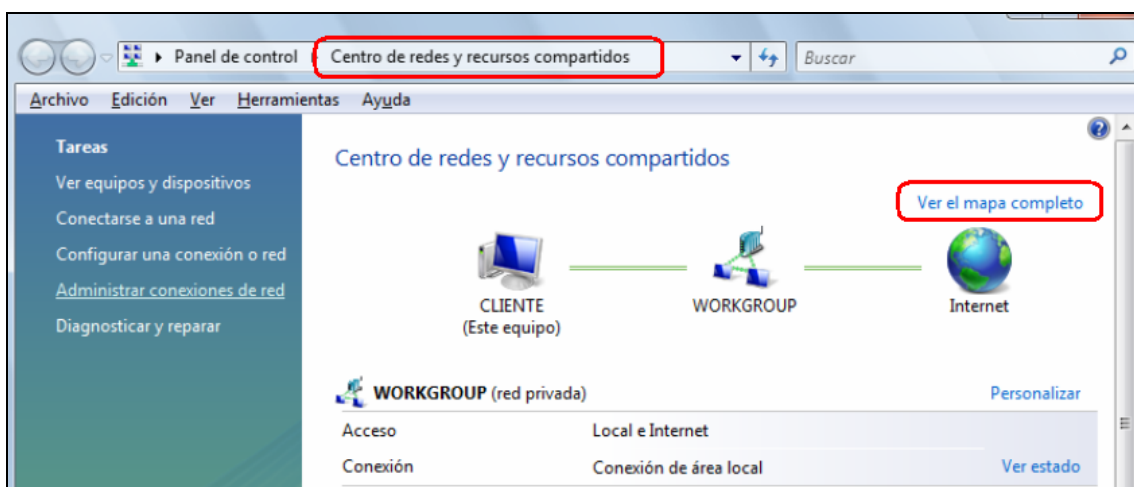 Panel de control Centro de redes y recursos compartidos Buscar
Archivo Edición Ver Herramientas Ayuda
Tareas
Ver equipos y dispositivos
Conectarse a una red
Configurar una conexión o red
Administrar conexiones de red
Diagnosticar y reparar
Centro de redes y recursos compartidos
Ver el mapa completo
CLIENTE
(Este equipo)
WORKGROUP
Internet
WORKGROUP (red privada) Personalizar
Acceso Local e Internet
Conexión Conexión de área local Ver estado